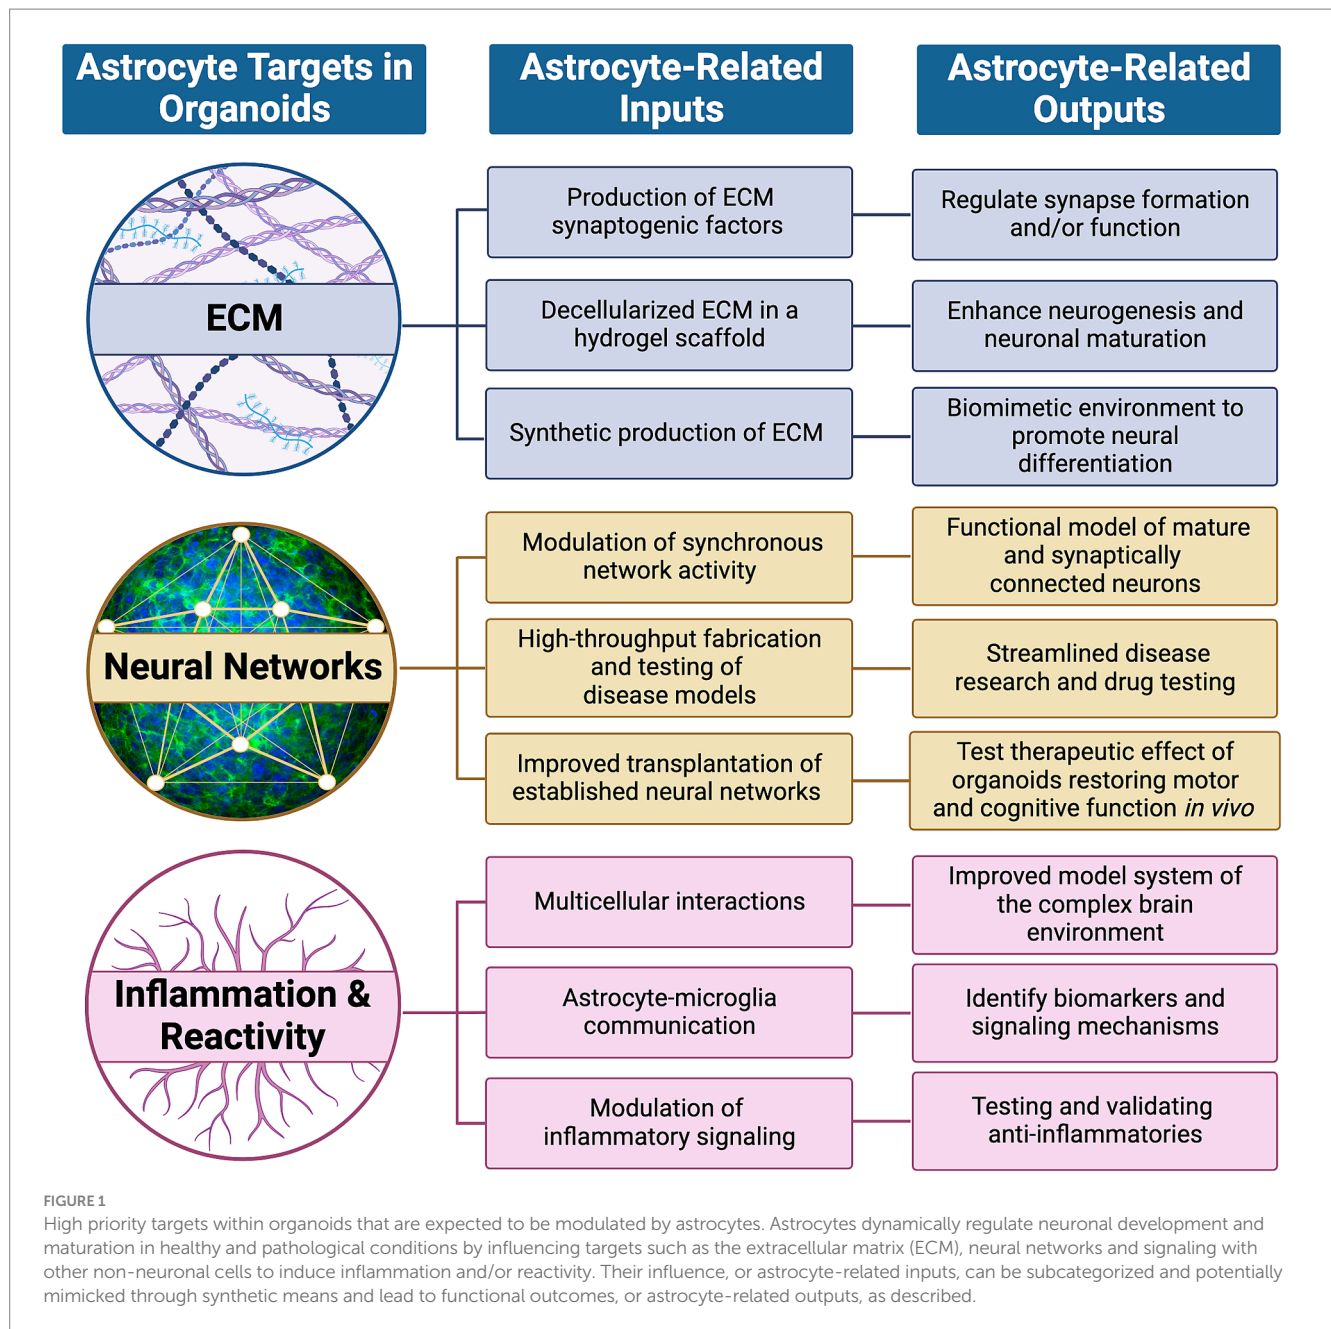 Astrocyte Targets in
Organoids
Astrocyte-Related
Inputs
Astrocyte-Related
Outputs
ECM
Production of ECM
synaptogenic factors
Regulate synapse formation
and/or function
Decellularized ECM in a
hydrogel scaffold
Enhance neurogenesis and
neuronal maturation
Synthetic production of ECM
Biomimetic environment to
promote neural
differentiation
Neural Networks
Modulation of synchronous
network activity
Functional model of mature
and synaptically
connected neurons
High-throughput fabrication
and testing of
disease models
Streamlined disease
research and drug testing
Improved transplantation of
established neural networks
Test therapeutic effect of
organoids restoring motor
and cognitive function in vivo
Inflammation &
Reactivity
Multicellular interactions
Improved model system of
the complex brain
environment
Astrocyte-microglia
communication
Identify biomarkers and
signaling mechanisms
Modulation of
inflammatory signaling
Testing and validating
anti-inflammatories
FIGURE 1
High priority targets within organoids that are expected to be modulated by astrocytes. Astrocytes dynamically regulate neuronal development and
maturation in healthy and pathological conditions by influencing targets such as the extracellular matrix (ECM), neural networks and signaling with
other non-neuronal cells to induce inflammation and/or reactivity. Their influence, or astrocyte-related inputs, can be subcategorized and potentially
mimicked through synthetic means and lead to functional outcomes, or astrocyte-related outputs, as described.